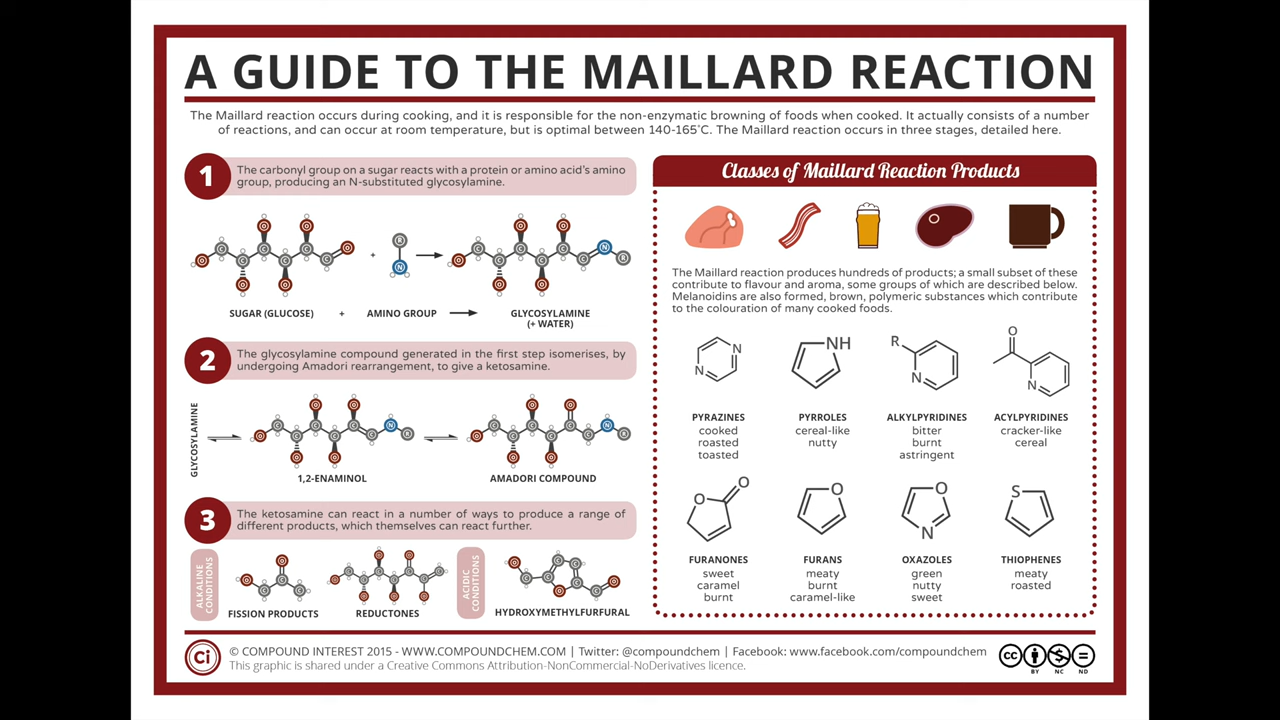 A GUIDE TO THE MAILLARD REACTION
The Maillard reaction occurs during cooking, and it is responsible for the non-enzymatic browning of foods when cooked. It actually consists of a number
of reactions, and can occur at room temperature, but is optimal between 140-165°C. The Maillard reaction occurs in three stages, detailed here.
1
The carbonyl group on a sugar reacts with a protein or amino acid's amino
group, producing an N-substituted glycosylamine.
SUGAR (GLUCOSE) + AMINO GROUP
GLYCOSYLAMINE
(+ WATER)
2
The glycosylamine compound generated in the first step isomerises, by
undergoing Amadori rearrangement, to give a ketosamine.
GLYCOSYLAMINE
1,2-ENAMINOL
AMADORI COMPOUND
3
The ketosamine can react in a number of ways to produce a range of
different products, which themselves can react further.
ALKALINE
CONDITIONS
FISSION PRODUCTS
REDUCTONES
ACIDIC
CONDITIONS
HYDROXYMETHYLFURFURAL
Classes of Maillard Reaction Products
The Maillard reaction produces hundreds of products; a small subset of these
contribute to flavour and aroma, some groups of which are described below.
Melanoidins are also formed, brown, polymeric substances which contribute
to the colouration of many cooked foods.
N
N
NH
R
N
O
N
PYRAZINES
cooked
roasted
toasted
PYRROLES
cereal-like
nutty
ALKYLPYRIDINES
bitter
burnt
astringent
ACYLPYRIDINES
cracker-like
cereal
O
O
O
O
N
S
FURANONES
sweet
caramel
burnt
FURANS
meaty
burnt
caramel-like
OXAZOLES
green
nutty
sweet
THIOPHENES
meaty
roasted
Ci
© COMPOUND INTEREST 2015 - WWW.COMPOUNDCHEM.COM | Twitter: @compoundchem | Facebook: www.facebook.com/compoundchem
This graphic is shared under a Creative Commons Attribution-NonCommercial-NoDerivatives licence.
CC
BY NC ND